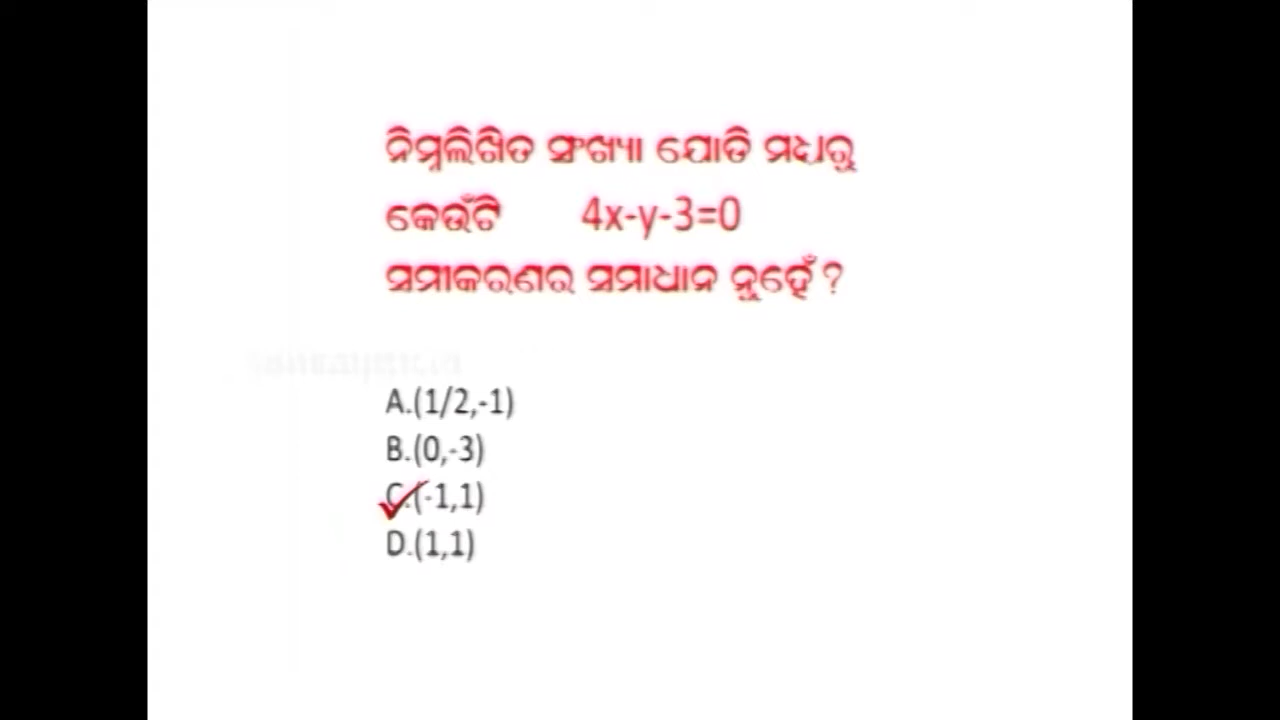 ନିମ୍ନଲିଖିତ ସଂଖ୍ୟା ଯୋଡି ମଧ୍ୟରୁ
କେଉଁଟି 4x-y-3=0
ସମୀକରଣର ସମାଧାନ ନୁହେଁ ?
A.(1/2,-1)
B.(0,-3)
C.(-1,1)
D.(1,1)